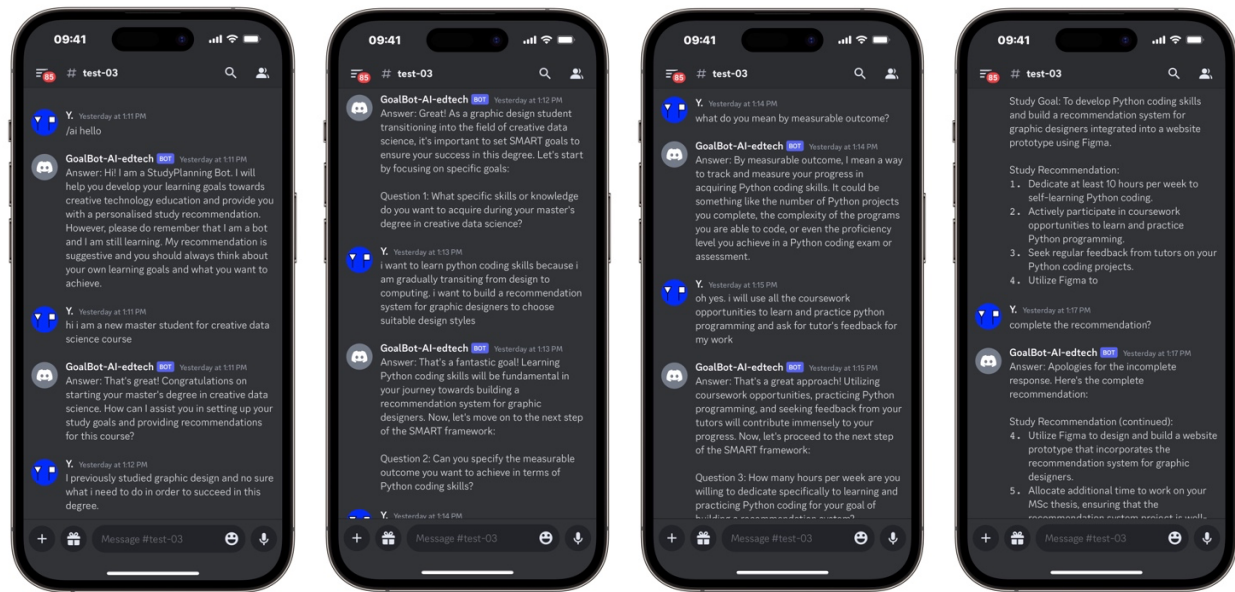 09:41
85
# test-03
Y. Yesterday at 1:11 PM
/ai hello
GoalBot-AI-edtech BOT Yesterday at 1:11 PM
Answer: Hi! I am a StudyPlanning Bot. I will
help you develop your learning goals towards
creative technology education and provide you
with a personalised study recommendation.
However, please do remember that I am a bot
and I am still learning. My recommendation is
suggestive and you should always think about
your own learning goals and what you want to
achieve.
Y. Yesterday at 1:11 PM
hi i am a new master student for creative data
science course
GoalBot-AI-edtech BOT Yesterday at 1:11 PM
Answer: That's great! Congratulations on
starting your master's degree in creative data
science. How can I assist you in setting up your
study goals and providing recommendations
for this course?
Y. Yesterday at 1:12 PM
I previously studied graphic design and no sure
what i need to do in order to succeed in this
degree.
Message #test-03
09:41
85
# test-03
GoalBot-AI-edtech BOT Yesterday at 1:12 PM
Answer: Great! As a graphic design student
transitioning into the field of creative data
science, it's important to set SMART goals to
ensure your success in this degree. Let's start
by focusing on specific goals:
Question 1: What specific skills or knowledge
do you want to acquire during your master's
degree in creative data science?
Y. Yesterday at 1:13 PM
i want to learn python coding skills because i
am gradually transiting from design to
computing. i want to build a recommendation
system for graphic designers to choose
suitable design styles
GoalBot-AI-edtech BOT Yesterday at 1:13 PM
Answer: That's a fantastic goal! Learning
Python coding skills will be fundamental in
your journey towards building a
recommendation system for graphic
designers. Now, let's move on to the next step
of the SMART framework:
Question 2: Can you specify the measurable
outcome you want to achieve in terms of
Python coding skills?
Y. Yesterday at 1:14 PM
Message #test-03
09:41
85
# test-03
Y. Yesterday at 1:14 PM
what do you mean by measurable outcome?
GoalBot-AI-edtech BOT Yesterday at 1:14 PM
Answer: By measurable outcome, I mean a way
to track and measure your progress in
acquiring Python coding skills. It could be
something like the number of Python projects
you complete, the complexity of the programs
you are able to code, or even the proficiency
level you achieve in a Python coding exam or
assessment.
Y. Yesterday at 1:15 PM
oh yes. i will use all the coursework
opportunities to learn and practice python
programming and ask for tutor's feedback for
my work
GoalBot-AI-edtech BOT Yesterday at 1:15 PM
Answer: That's a great approach! Utilizing
coursework opportunities, practicing Python
programming, and seeking feedback from your
tutors will contribute immensely to your
progress. Now, let's proceed to the next step
of the SMART framework:
Question 3: How many hours per week are you
willing to dedicate specifically to learning and
practicing Python coding for your goal of
building a recommendation system?
Message #test-03
09:41
85
# test-03
Study Goal: To develop Python coding skills
and build a recommendation system for
graphic designers integrated into a website
prototype using Figma.
Study Recommendation:
1. Dedicate at least 10 hours per week to
self-learning Python coding.
2. Actively participate in coursework
opportunities to learn and practice
Python programming.
3. Seek regular feedback from tutors on your
Python coding projects.
4. Utilize Figma to
Y. Yesterday at 1:17 PM
complete the recommendation?
GoalBot-AI-edtech BOT Yesterday at 1:17 PM
Answer: Apologies for the incomplete
response. Here's the complete
recommendation:
Study Recommendation (continued):
4. Utilize Figma to design and build a website
prototype that incorporates the
recommendation system for graphic
designers.
5. Allocate additional time to work on your
MSc thesis, ensuring that the
recommendation system project is well-
Message #test-03